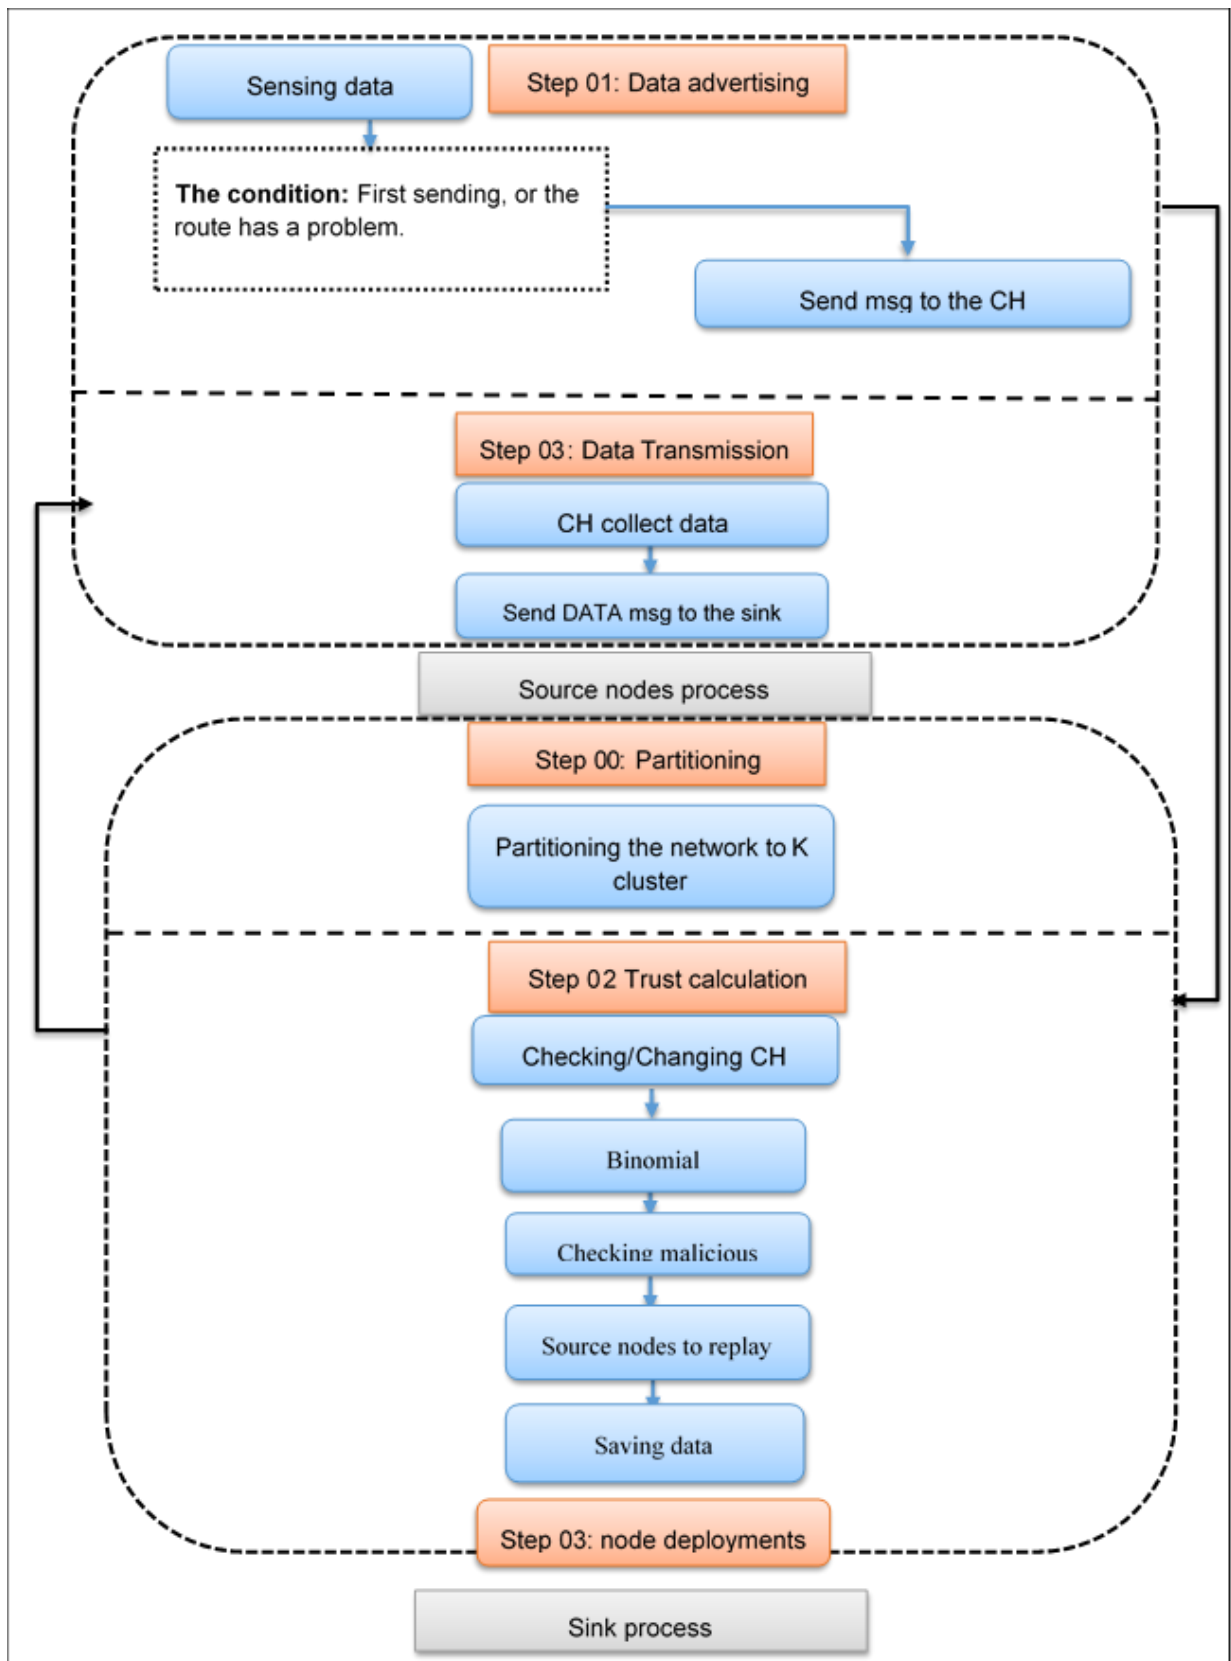 Sensing data
Step 01: Data advertising
The condition: First sending, or the
route has a problem.
Send msg to the CH
Step 03: Data Transmission
CH collect data
Send DATA msg to the sink
Source nodes process
Step 00: Partitioning
Partitioning the network to K
cluster
Step 02 Trust calculation
Checking/Changing CH
Binomial
Checking malicious
Source nodes to replay
Saving data
Step 03: node deployments
Sink process